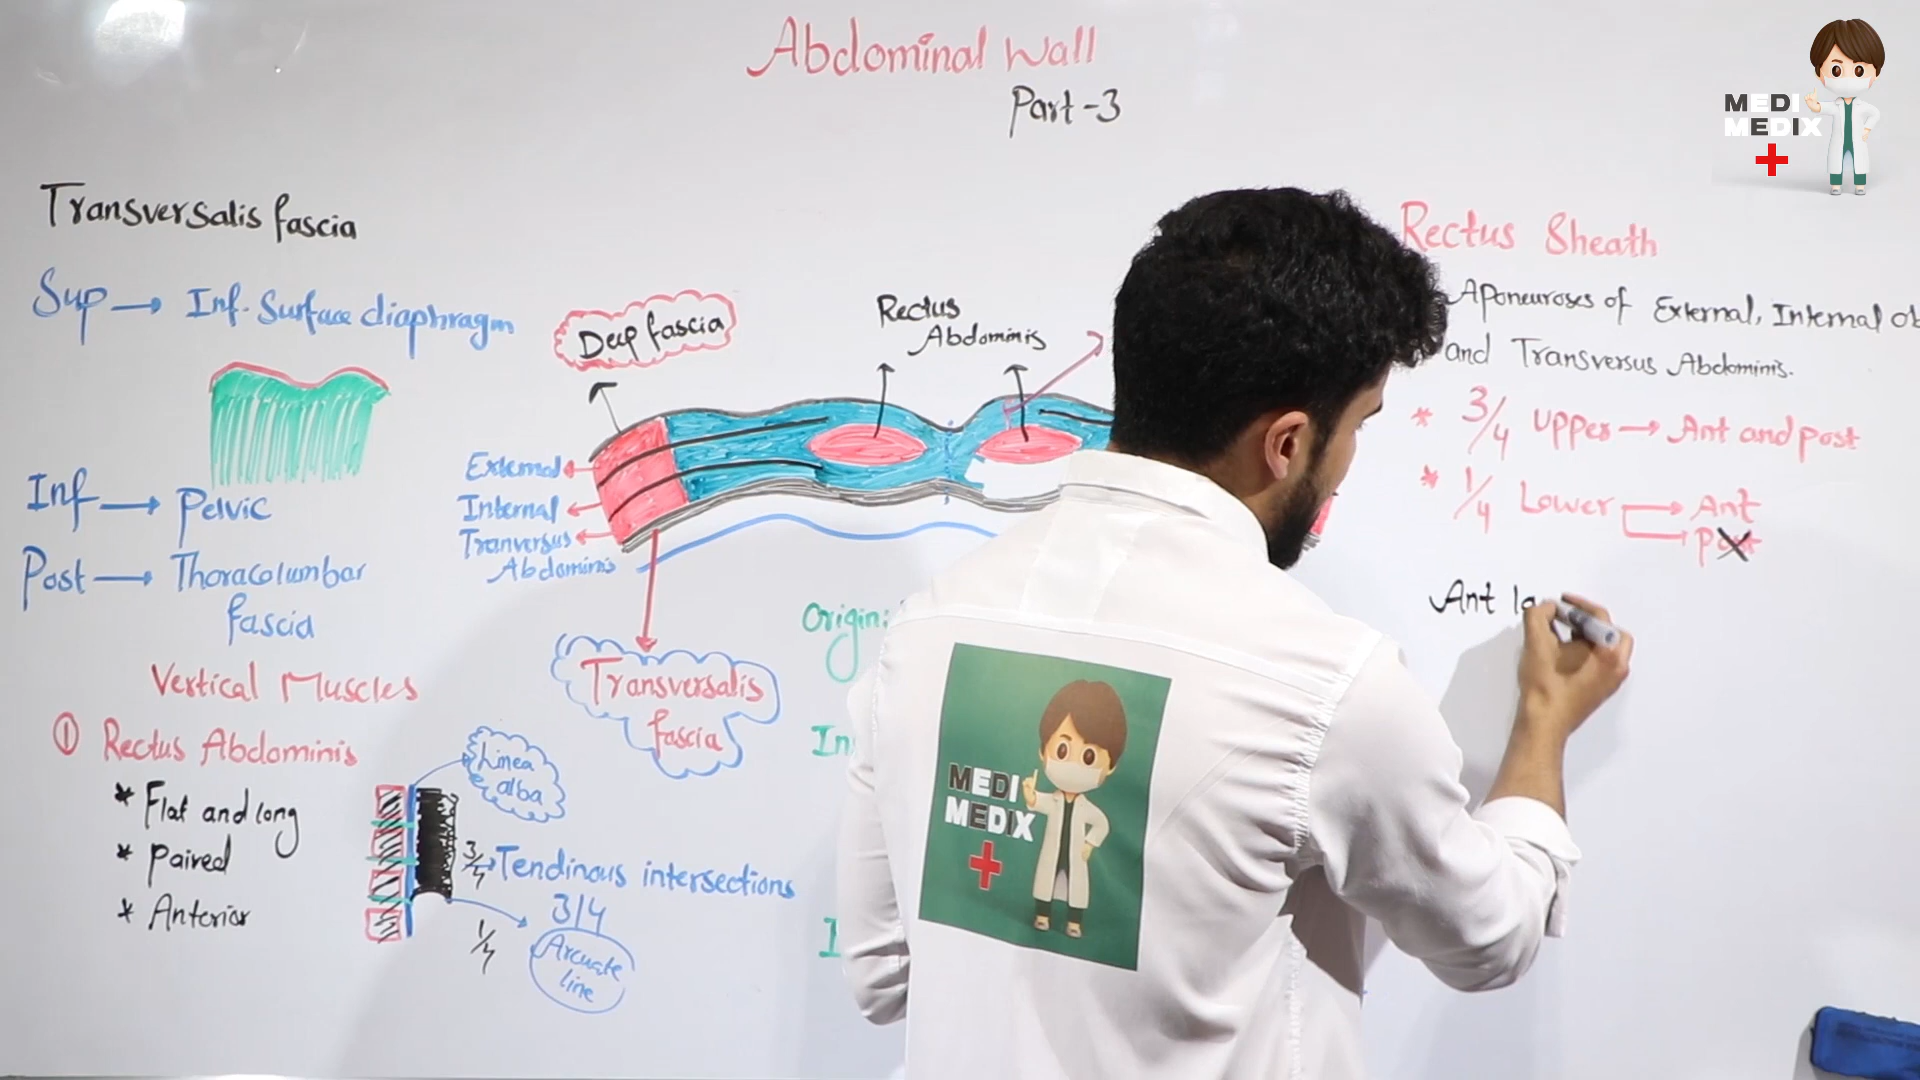 Abdominal Wall
Part-3
MEDI
MEDIX
Transversalis fascia
Sup → Inf. Surface diaphragm
Inf → Pelvic
Post → Thoracolumbar
fascia
Vertical Muscles
① Rectus Abdominis
* Flat and long
* Paired
* Anterior
Linea
alba
3/4
Tendinous intersections
3/4
1/4
Arcuate
line
Deep fascia
Rectus
Abdominis
External
Internal
Tranversus
Abdominis
Transversalis
fascia
Origin:
In
I
Rectus Sheath
Aponeuroses of External, Internal ob
and Transversus Abdominis.
* 3/4 Upper → Ant and post
* 1/4 Lower → Ant
Post
Ant la
MEDI
MEDIX